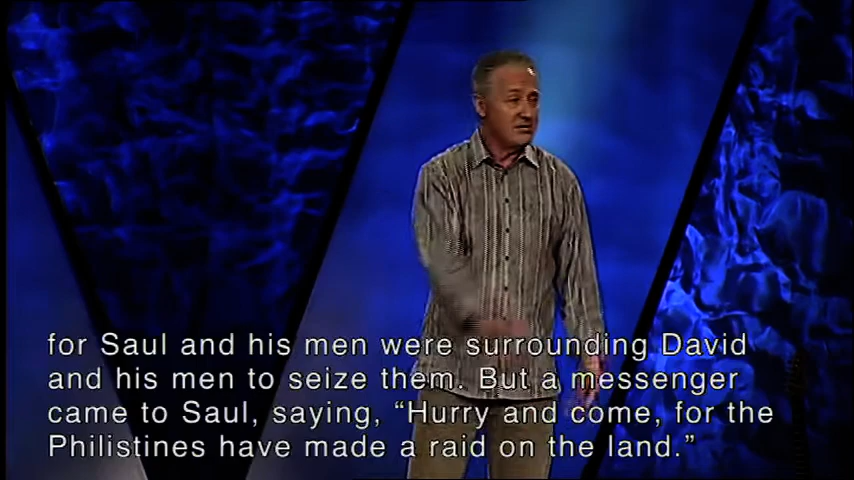 for Saul and his men were surrounding David
and his men to seize them. But a messenger
came to Saul, saying, “Hurry and come, for the
Philistines have made a raid on the land.”